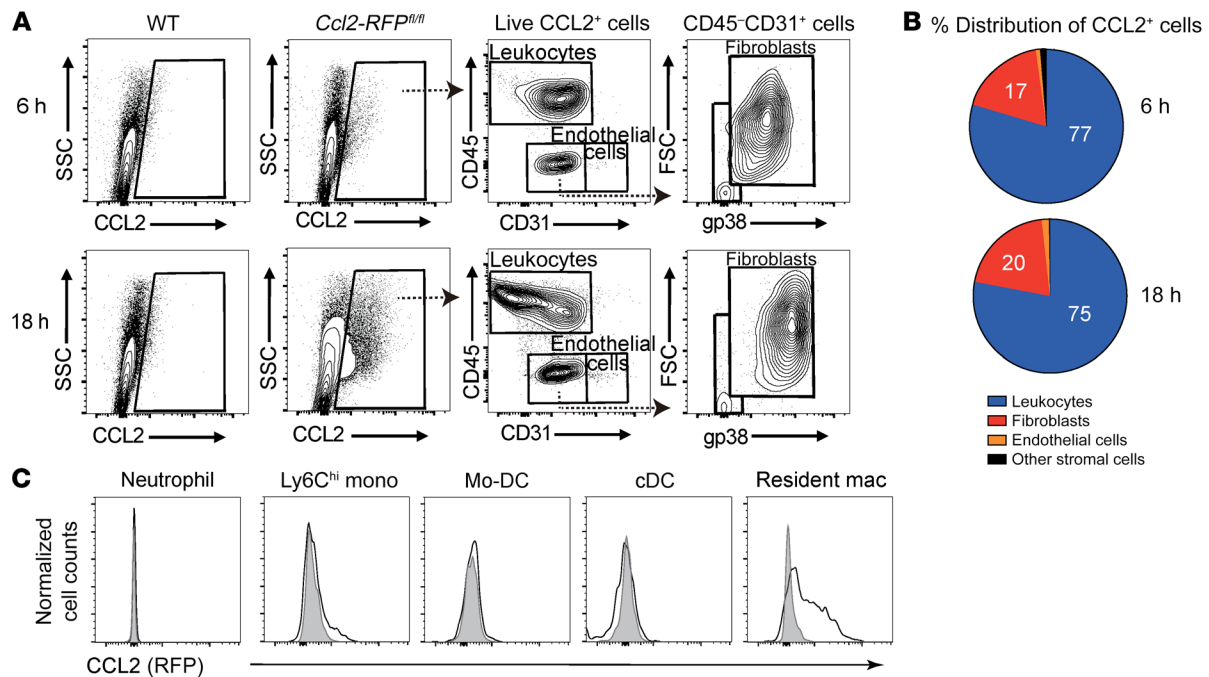 A
WT
Ccl2-RFPfl/fl
Live CCL2+ cells
CD45–CD31+ cells
6 h
SSC
CCL2
SSC
CCL2
Leukocytes
Endothelial
cells
CD45
CD31
Fibroblasts
FSC
gp38
18 h
SSC
CCL2
SSC
CCL2
Leukocytes
Endothelial
cells
CD45
CD31
Fibroblasts
FSC
gp38
B
% Distribution of CCL2+ cells
17
77
6 h
20
75
18 h
Leukocytes
Fibroblasts
Endothelial cells
Other stromal cells
C
Neutrophil
Ly6Chi mono
Mo-DC
cDC
Resident mac
Normalized
cell counts
CCL2 (RFP)